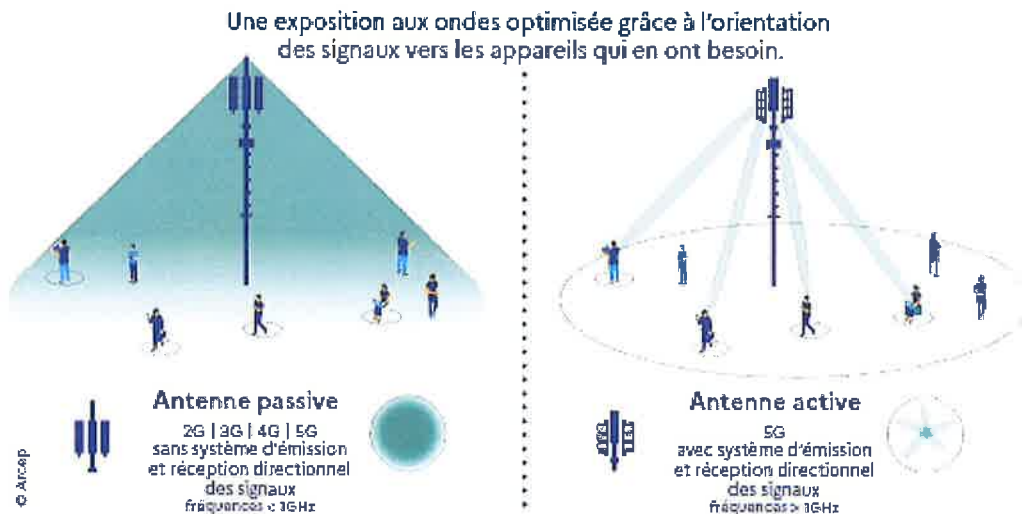 Une exposition aux ondes optimisée grâce à l'orientation
des signaux vers les appareils qui en ont besoin.
Antenne passive
2G | 3G | 4G | 5G
sans système d'émission
et réception directionnel
des signaux
fréquences < 3GHz
Antenne active
5G
avec système d'émission
et réception directionnel
des signaux
fréquences > 3GHz
© Arcep